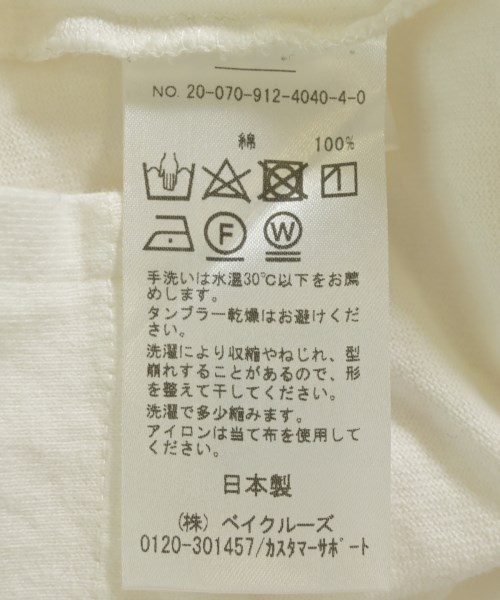 NO. 20-070-912-4040-4-0
綿 100%
F W
手洗いは水温30℃以下をお薦
めします。
タンブラー乾燥はお避けくだ
さい。
洗濯により収縮やねじれ、型
崩れすることがあるので、形
を整えて干してください。
洗濯で多少縮みます。
アイロンは当て布を使用して
ください。
日本製
(株) ベイクルーズ
0120-301457/カスタマーサポート